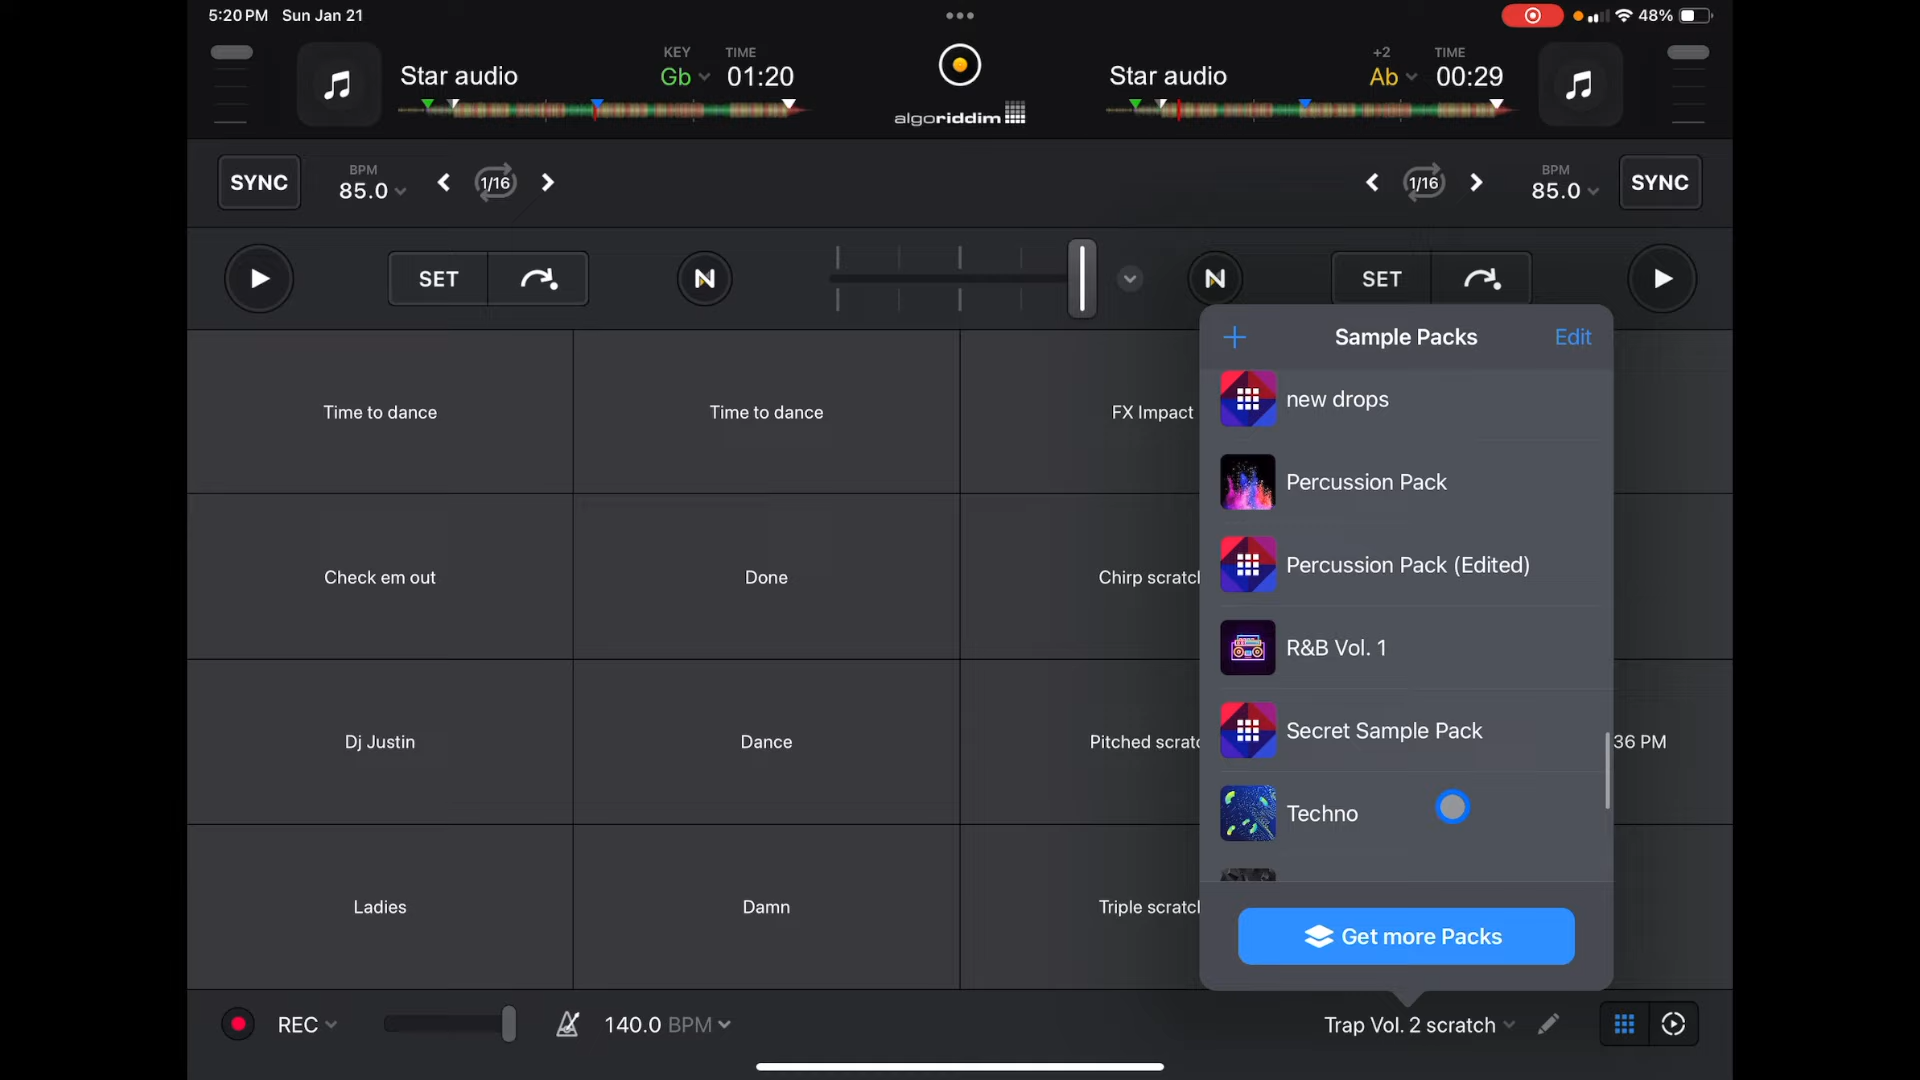 5:20 PM Sun Jan 21
48%
Star audio
KEY
Gb
TIME
01:20
algoriddim
Star audio
+2
Ab
TIME
00:29
SYNC
BPM
85.0
1/16
1/16
BPM
85.0
SYNC
SET
N
N
SET
Time to dance
Time to dance
FX Impact
Check em out
Done
Chirp scratch
Dj Justin
Dance
Pitched scratc
36 PM
Ladies
Damn
Triple scratch
Sample Packs
Edit
new drops
Percussion Pack
Percussion Pack (Edited)
R&B Vol. 1
Secret Sample Pack
Techno
Get more Packs
REC
140.0 BPM
Trap Vol. 2 scratch